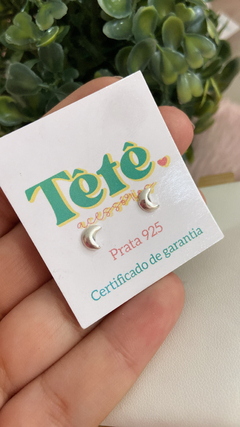 Têtê
acessórios
Prata 925
Certificado de garantia